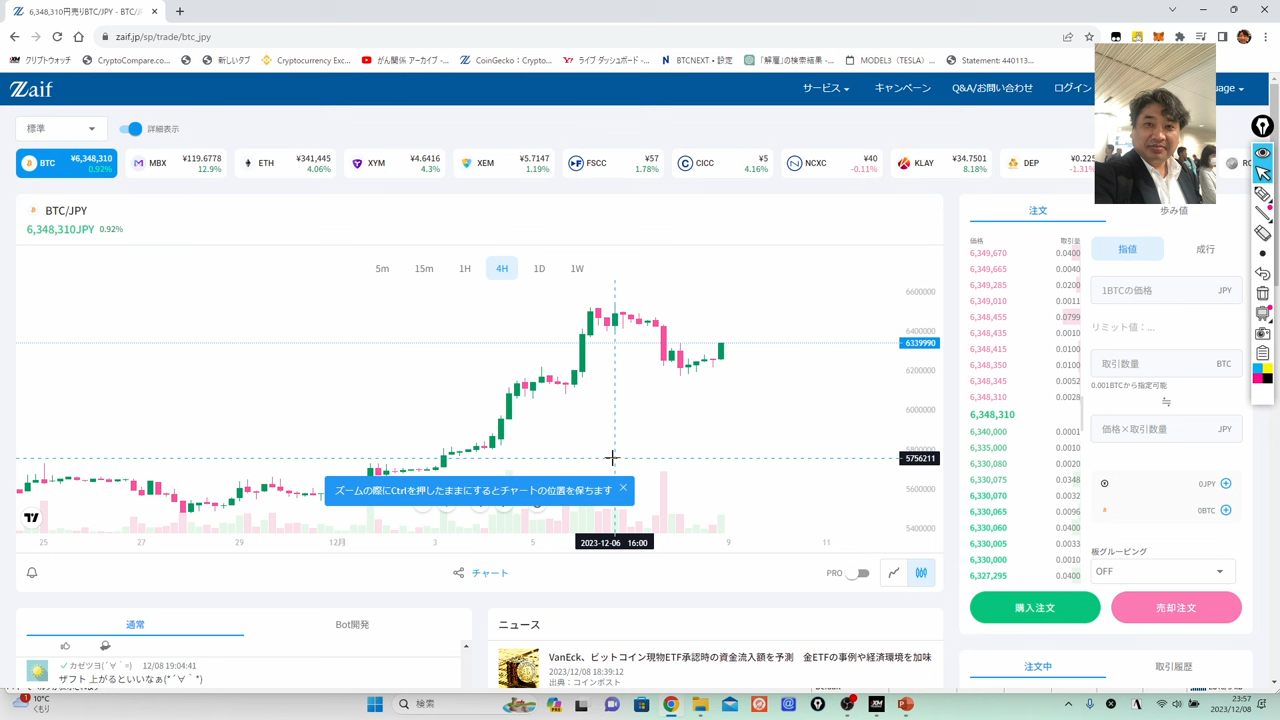 6,348,310円売りBTC/JPY - BTC/JF
zaif.jp/sp/trade/btc_jpy
クリプトウォッチ
CryptoCompare.co...
新しいタブ
Cryptocurrency Exc...
がん関係 アーカイブ -...
CoinGecko : Crypto...
ライブ ダッシュボード -...
BTCNEXT • 設定
「解雇」の検索結果 -...
MODEL3（TESLA）...
Statement: 440113...
Zaif
サービス
キャンペーン
Q&A/お問い合わせ
ログイン
uage
標準
詳細表示
BTC ¥6,348,310 0.92%
MBX ¥119.6778 12.9%
ETH ¥341,445 4.06%
XYM ¥4.6416 4.3%
XEM ¥5.7147 1.19%
FSCC ¥57 1.78%
CICC ¥5 4.16%
NCXC ¥40 -0.11%
KLAY ¥34.7501 8.18%
DEP ¥0.225 -1.31%
BTC/JPY
6,348,310JPY 0.92%
5m 15m 1H 4H 1D 1W
6600000
6400000
6339990
6200000
6000000
5800000
5756211
5600000
5400000
ズームの際にCtrlを押したままにするとチャートの位置を保ちます
25 27 29 12月 3 5 2023-12-06 16:00 9 11
チャート
PRO
注文 歩み値
価格 取引量
6,349,670 0.0400
6,349,665 0.0040
6,349,285 0.0200
6,349,010 0.0011
6,348,455 0.0799
6,348,435 0.0010
6,348,415 0.0100
6,348,350 0.0100
6,348,345 0.0052
6,348,310 0.0028
6,348,310
6,340,000 0.0001
6,335,000 0.0010
6,330,080 0.0020
6,330,075 0.0348
6,330,070 0.0032
6,330,065 0.0096
6,330,060 0.0400
6,330,005 0.0033
6,330,000 0.0010
6,327,295 0.0400
指値 成行
1BTCの価格 JPY
リミット値：...
取引数量 BTC
0.001BTCから指定可能
価格×取引数量 JPY
0JPY
0BTC
板グルーピング
OFF
購入注文 売却注文
注文中 取引履歴
通常 Bot開発
カゼツヨ(´∀｀=) 12/08 19:04:41
ザフト 上がるといいなぁ(*´∀｀*)
ニュース
VanEck、ビットコイン現物ETF承認時の資金流入額を予測 金ETFの事例や経済環境を加味
2023/12/08 18:39:12
出典：コインポスト
10°C
くもり
検索
23:57
2023/12/08